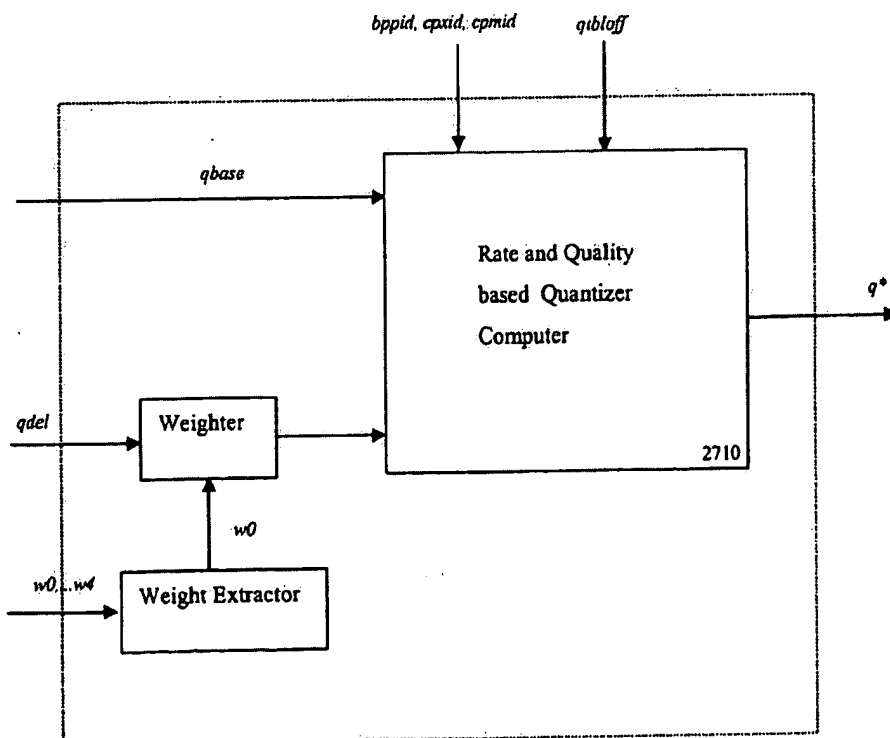 bppid, cpxid, cpmid
qtbloff
qbase
Rate and Quality
based Quantizer
Computer
q*
qdel
Weighter
2710
w0
w0,...w4
Weight Extractor